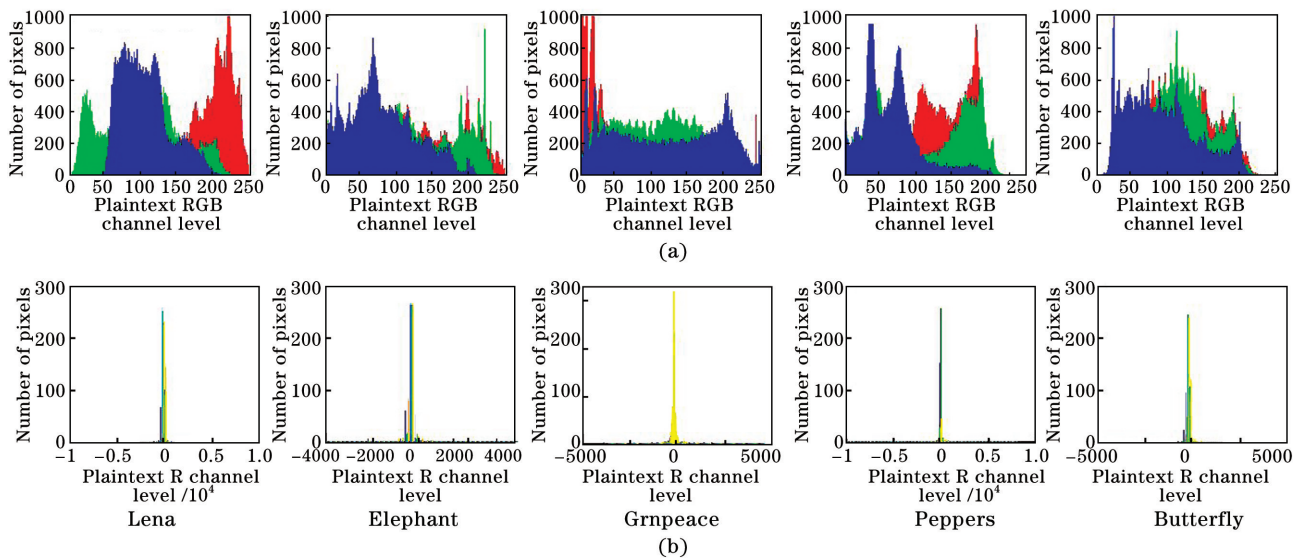 1000 1000 1000 1000 1000
800 800 800 800 800
600 600 600 600 600
400 400 400 400 400
200 200 200 200 200
0 0 0 0 0
Number of pixels Number of pixels Number of pixels Number of pixels Number of pixels
0 50 100 150 200 250 0 50 100 150 200 250 0 50 100 150 200 250 0 50 100 150 200 250 0 50 100 150 200 250
Plaintext RGB Plaintext RGB Plaintext RGB Plaintext RGB Plaintext RGB
channel level channel level channel level channel level channel level
(a)
300 300 300 300 300
200 200 200 200 200
100 100 100 100 100
0 0 0 0 0
Number of pixels Number of pixels Number of pixels Number of pixels Number of pixels
−1 −0.5 0 0.5 1.0 -4000 −2000 0 2000 4000 −5000 0 5000 −1 −0.5 0 0.5 1.0 −5000 0 5000
Plaintext R channel Plaintext R channel Plaintext R channel Plaintext R channel Plaintext R channel
level /10⁴ level level level /10⁴ level
Lena Elephant Grnpeace Peppers Butterfly
(b)